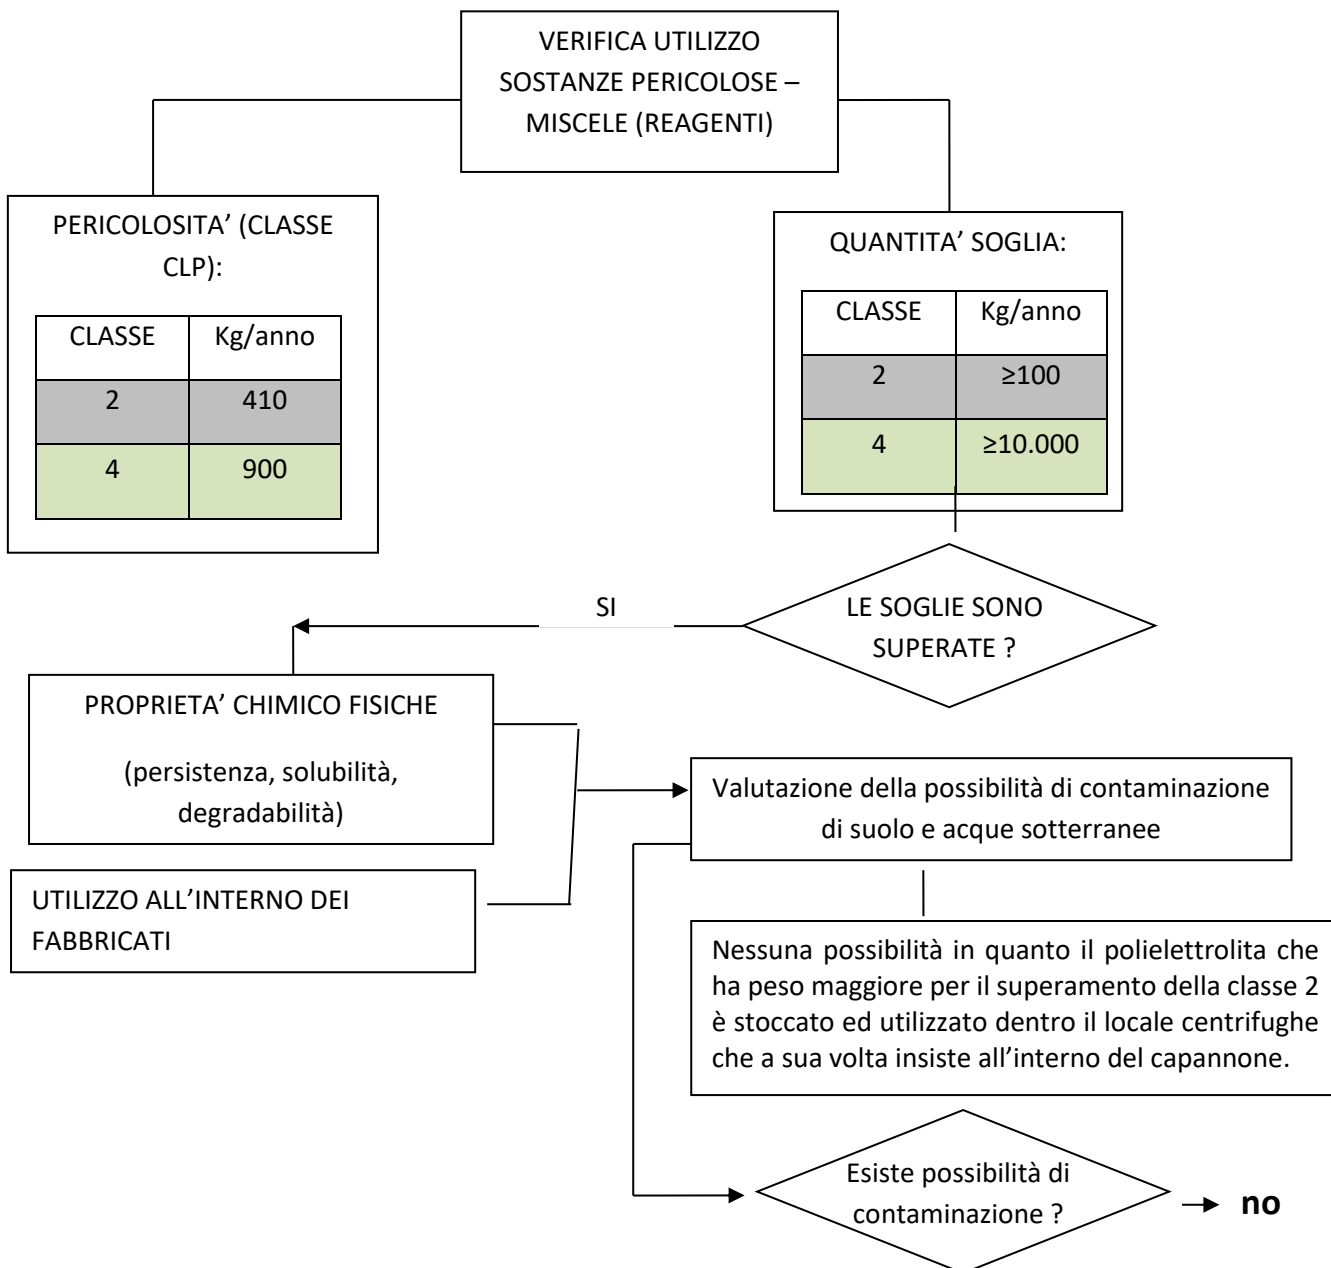 VERIFICA UTILIZZO
SOSTANZE PERICOLOSE –
MISCELE (REAGENTI)
PERICOLOSITA’ (CLASSE
CLP):
CLASSE Kg/anno
2 410
4 900
QUANTITA’ SOGLIA:
CLASSE Kg/anno
2 ≥100
4 ≥10.000
LE SOGLIE SONO
SUPERATE ?
SI
PROPRIETA’ CHIMICO FISICHE
(persistenza, solubilità,
degradabilità)
UTILIZZO ALL’INTERNO DEI
FABBRICATI
Valutazione della possibilità di contaminazione
di suolo e acque sotterranee
Nessuna possibilità in quanto il polielettrolita che
ha peso maggiore per il superamento della classe 2
è stoccato ed utilizzato dentro il locale centrifughe
che a sua volta insiste all’interno del capannone.
Esiste possibilità di
contaminazione ?
no